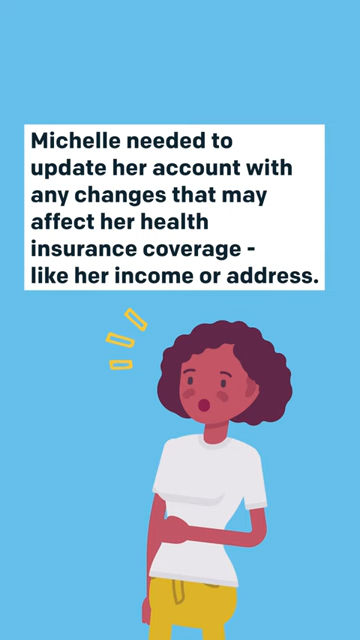 Michelle needed to
update her account with
any changes that may
affect her health
insurance coverage -
like her income or address.